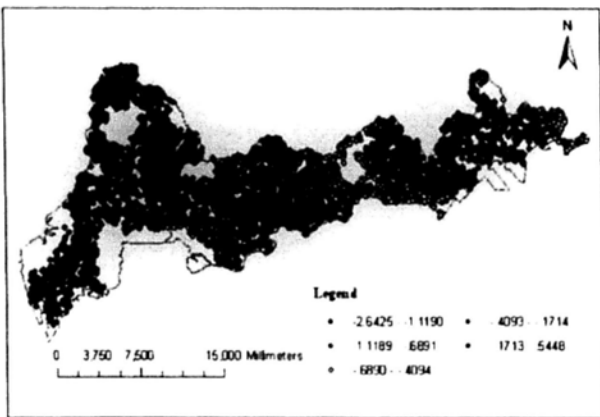 N
Legend
-2.6425 - -1.1190
-.4093 - -.1714
-1.1189 - -.6891
-.1713 - .5448
-.6890 - -.4094
0 3,750 7,500 15,000 Millimeters